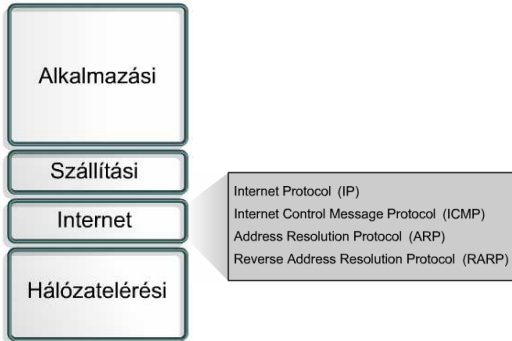 Alkalmazási
Szállítási
Internet
Hálózatelérési
Internet Protocol (IP)
Internet Control Message Protocol (ICMP)
Address Resolution Protocol (ARP)
Reverse Address Resolution Protocol (RARP)